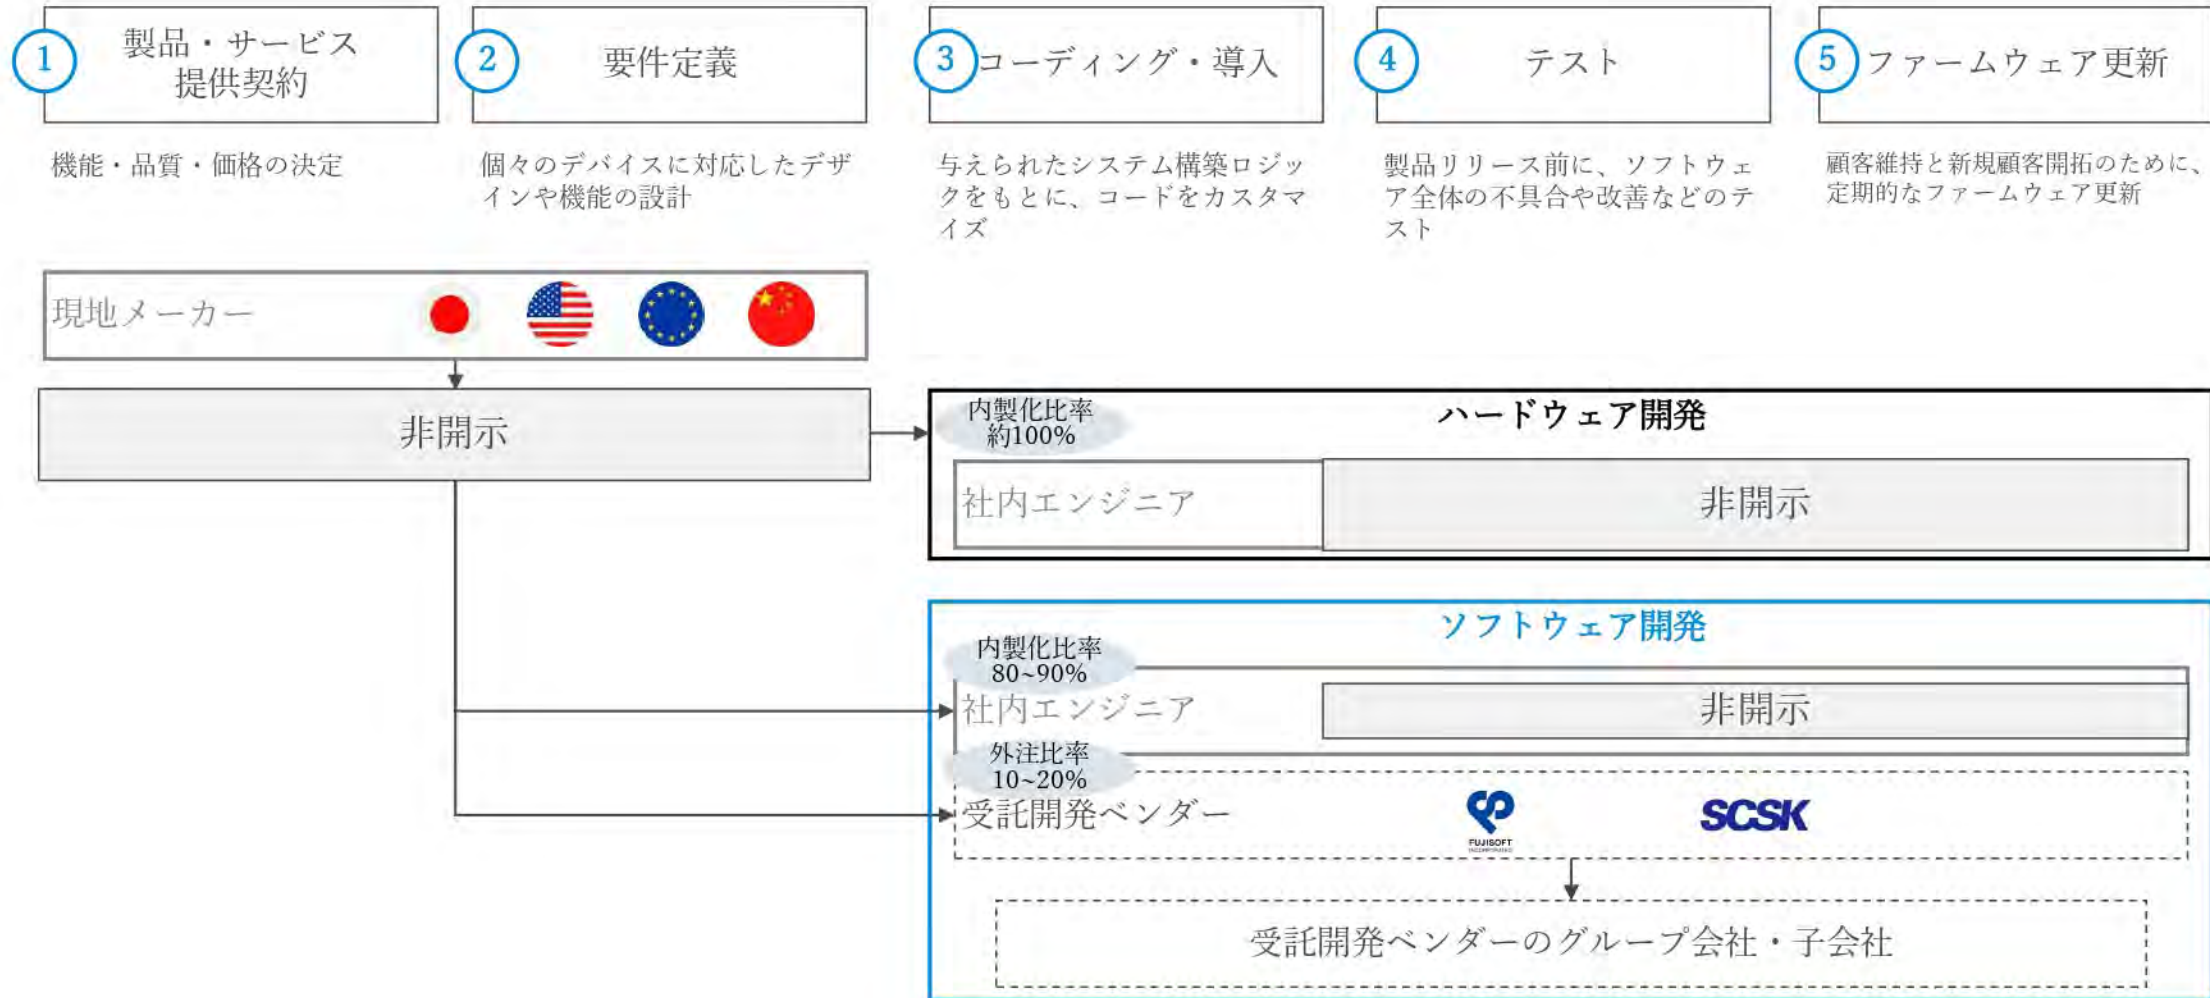 1
製品・サービス
提供契約
2
要件定義
3
コーディング・導入
4
テスト
5
ファームウェア更新
機能・品質・価格の決定
個々のデバイスに対応したデザ
インや機能の設計
与えられたシステム構築ロジッ
クをもとに、コードをカスタマ
イズ
製品リリース前に、ソフトウェ
ア全体の不具合や改善などのテ
スト
顧客維持と新規顧客開拓のために、
定期的なファームウェア更新
現地メーカー
非開示
内製化比率
約100%
ハードウェア開発
社内エンジニア
非開示
ソフトウェア開発
内製化比率
80~90%
社内エンジニア
非開示
外注比率
10~20%
受託開発ベンダー
FUJISOFT
INCORPORATED
SCSK
受託開発ベンダーのグループ会社・子会社